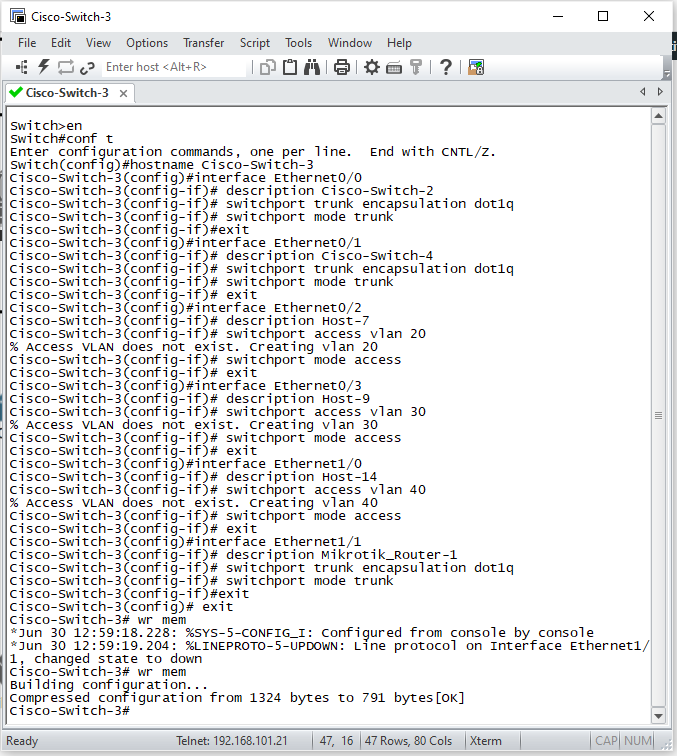 Cisco-Switch-3
File Edit View Options Transfer Script Tools Window Help
Enter host <Alt+R>
Cisco-Switch-3
Switch>en
Switch#conf t
Enter configuration commands, one per line.  End with CNTL/Z.
Switch(config)#hostname Cisco-Switch-3
Cisco-Switch-3(config)#interface Ethernet0/0
Cisco-Switch-3(config-if)# description Cisco-Switch-2
Cisco-Switch-3(config-if)# switchport trunk encapsulation dot1q
Cisco-Switch-3(config-if)# switchport mode trunk
Cisco-Switch-3(config-if)#exit
Cisco-Switch-3(config)#interface Ethernet0/1
Cisco-Switch-3(config-if)# description Cisco-Switch-4
Cisco-Switch-3(config-if)# switchport trunk encapsulation dot1q
Cisco-Switch-3(config-if)# switchport mode trunk
Cisco-Switch-3(config-if)# exit
Cisco-Switch-3(config)#interface Ethernet0/2
Cisco-Switch-3(config-if)# description Host-7
Cisco-Switch-3(config-if)# switchport access vlan 20
% Access VLAN does not exist. Creating vlan 20
Cisco-Switch-3(config-if)# switchport mode access
Cisco-Switch-3(config-if)# exit
Cisco-Switch-3(config)#interface Ethernet0/3
Cisco-Switch-3(config-if)# description Host-9
Cisco-Switch-3(config-if)# switchport access vlan 30
% Access VLAN does not exist. Creating vlan 30
Cisco-Switch-3(config-if)# switchport mode access
Cisco-Switch-3(config-if)# exit
Cisco-Switch-3(config)#interface Ethernet1/0
Cisco-Switch-3(config-if)# description Host-14
Cisco-Switch-3(config-if)# switchport access vlan 40
% Access VLAN does not exist. Creating vlan 40
Cisco-Switch-3(config-if)# switchport mode access
Cisco-Switch-3(config-if)# exit
Cisco-Switch-3(config)#interface Ethernet1/1
Cisco-Switch-3(config-if)# description Mikrotik_Router-1
Cisco-Switch-3(config-if)# switchport trunk encapsulation dot1q
Cisco-Switch-3(config-if)# switchport mode trunk
Cisco-Switch-3(config-if)#exit
Cisco-Switch-3(config)# exit
Cisco-Switch-3# wr mem
*Jun 30 12:59:18.228: %SYS-5-CONFIG_I: Configured from console by console
*Jun 30 12:59:19.204: %LINEPROTO-5-UPDOWN: Line protocol on Interface Ethernet1/
1, changed state to down
Cisco-Switch-3# wr mem
Building configuration...
Compressed configuration from 1324 bytes to 791 bytes[OK]
Cisco-Switch-3#
Ready Telnet: 192.168.101.21 47, 16 47 Rows, 80 Cols Xterm CAP NUM